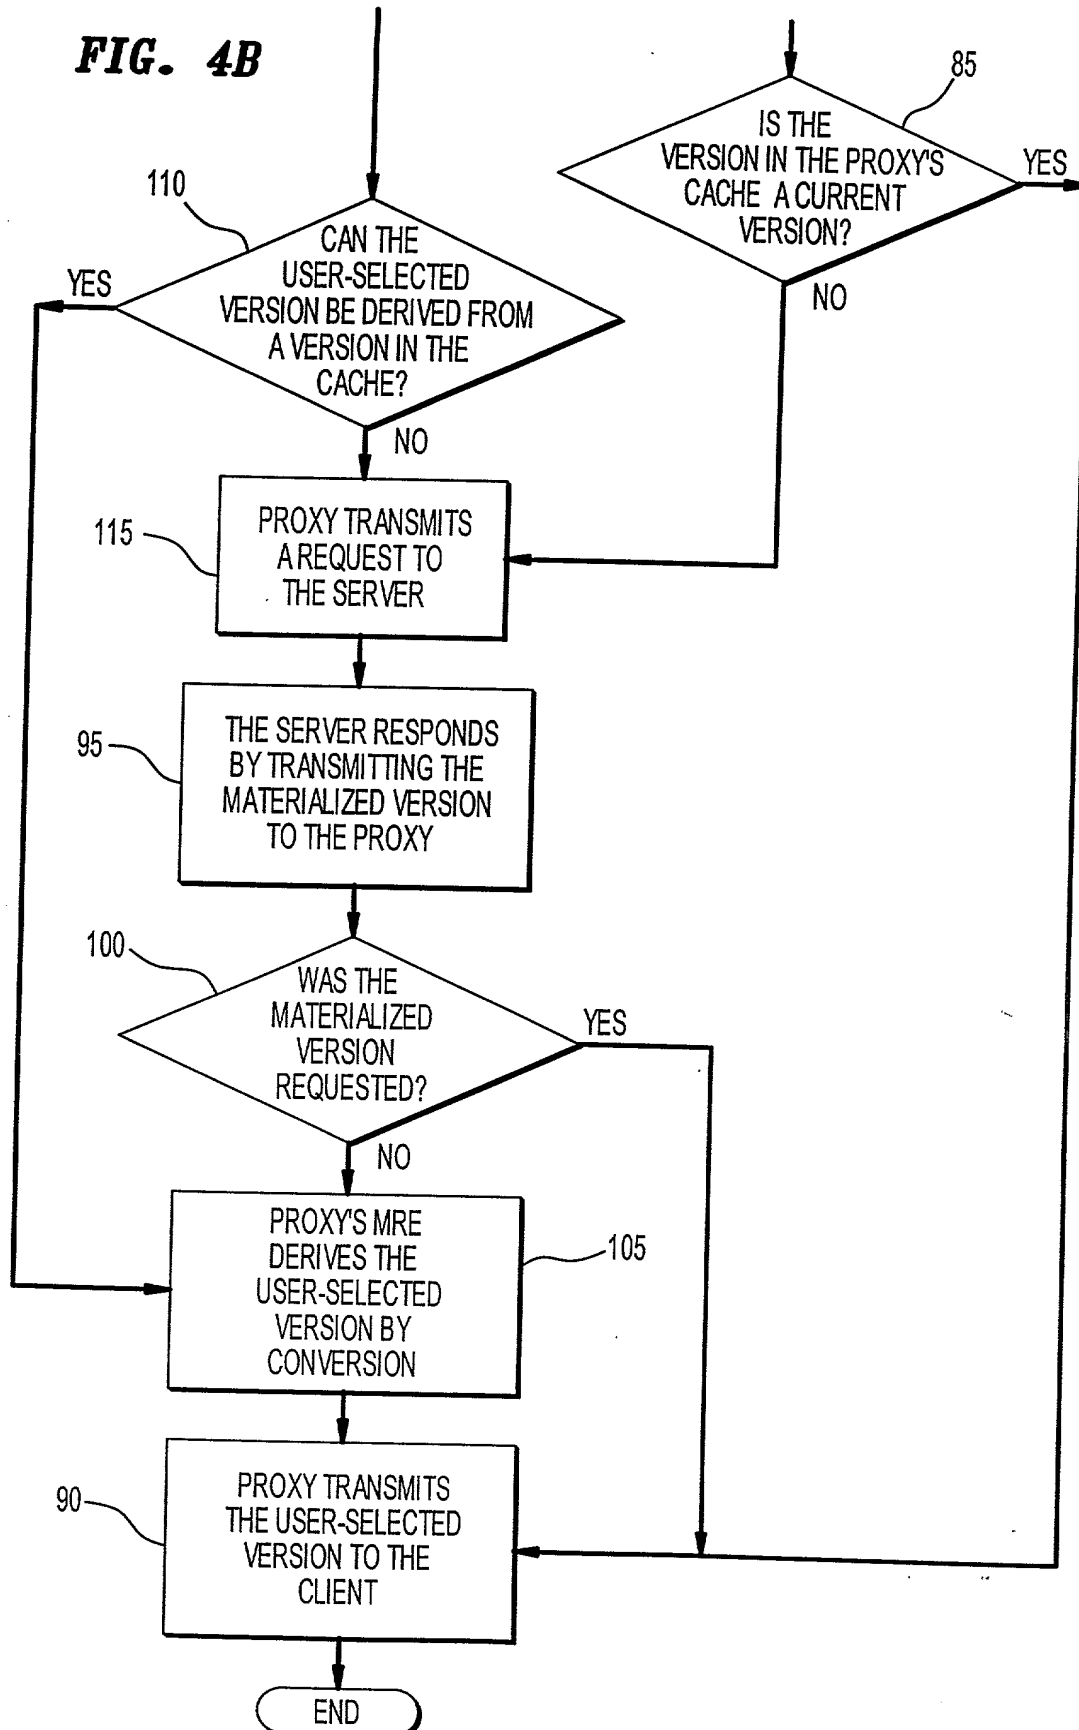 FIG. 4B
85
IS THE
VERSION IN THE PROXY'S
CACHE A CURRENT
VERSION?
YES
NO
110
CAN THE
USER-SELECTED
VERSION BE DERIVED FROM
A VERSION IN THE
CACHE?
YES
NO
115
PROXY TRANSMITS
A REQUEST TO
THE SERVER
95
THE SERVER RESPONDS
BY TRANSMITTING THE
MATERIALIZED VERSION
TO THE PROXY
100
WAS THE
MATERIALIZED
VERSION
REQUESTED?
YES
NO
PROXY'S MRE
DERIVES THE
USER-SELECTED
VERSION BY
CONVERSION
105
90
PROXY TRANSMITS
THE USER-SELECTED
VERSION TO THE
CLIENT
END